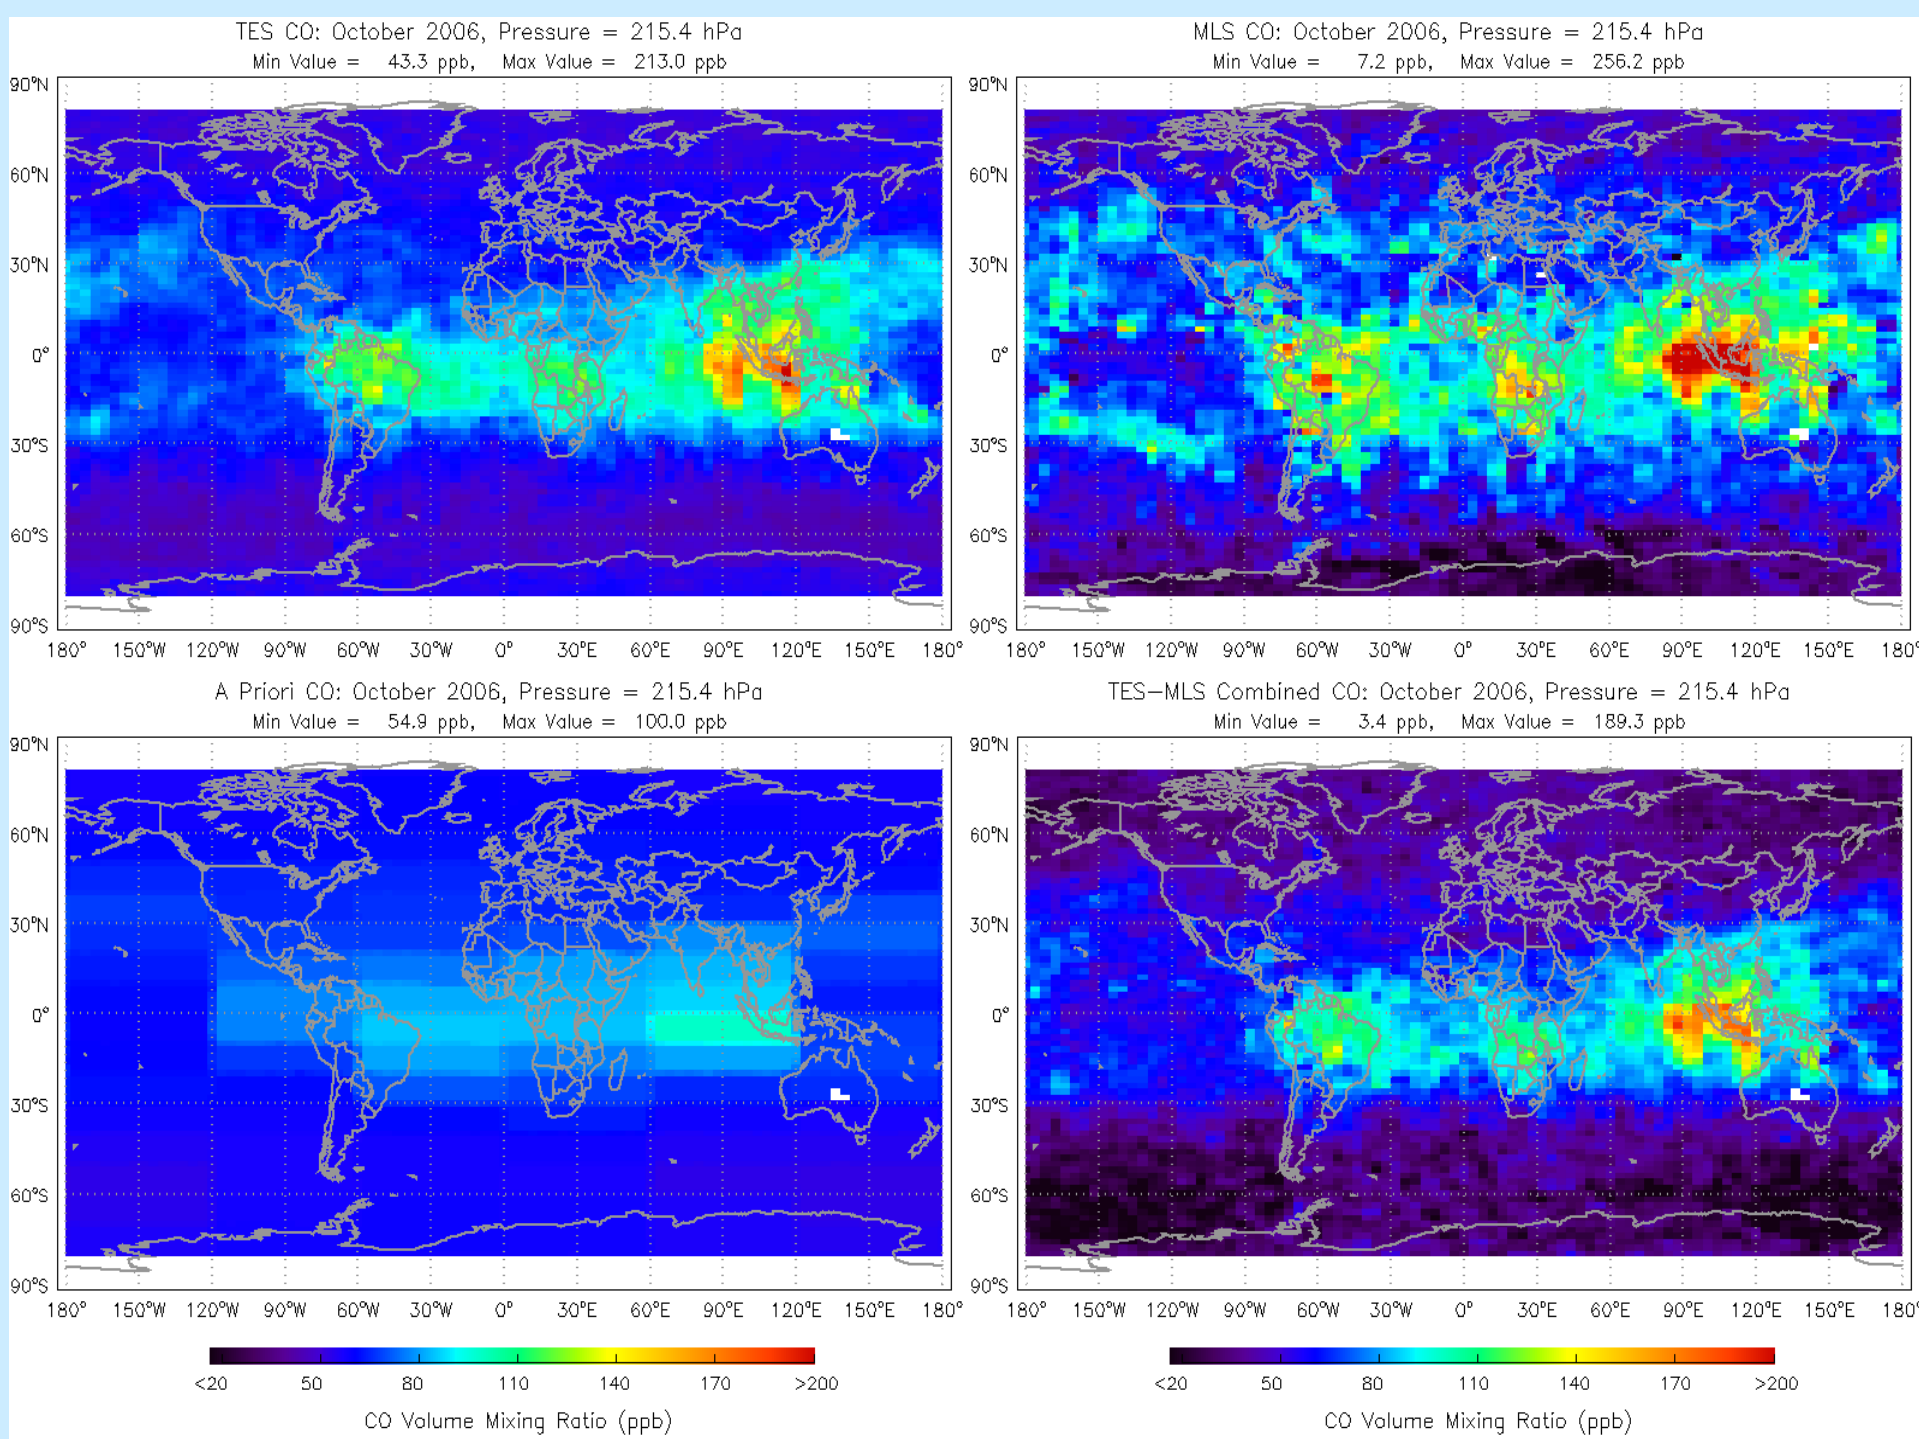 TES CO: October 2006, Pressure = 215.4 hPa
Min Value = 43.3 ppb, Max Value = 213.0 ppb
90°N
60°N
30°N
0°
30°S
60°S
90°S
180° 150°W 120°W 90°W 60°W 30°W 0° 30°E 60°E 90°E 120°E 150°E 180°
MLS CO: October 2006, Pressure = 215.4 hPa
Min Value = 7.2 ppb, Max Value = 256.2 ppb
90°N
60°N
30°N
0°
30°S
60°S
90°S
180° 150°W 120°W 90°W 60°W 30°W 0° 30°E 60°E 90°E 120°E 150°E 180°
A Priori CO: October 2006, Pressure = 215.4 hPa
Min Value = 54.9 ppb, Max Value = 100.0 ppb
90°N
60°N
30°N
0°
30°S
60°S
90°S
180° 150°W 120°W 90°W 60°W 30°W 0° 30°E 60°E 90°E 120°E 150°E 180°
TES-MLS Combined CO: October 2006, Pressure = 215.4 hPa
Min Value = 3.4 ppb, Max Value = 189.3 ppb
90°N
60°N
30°N
0°
30°S
60°S
90°S
180° 150°W 120°W 90°W 60°W 30°W 0° 30°E 60°E 90°E 120°E 150°E 180°
<20 50 80 110 140 170 >200
CO Volume Mixing Ratio (ppb)
<20 50 80 110 140 170 >200
CO Volume Mixing Ratio (ppb)